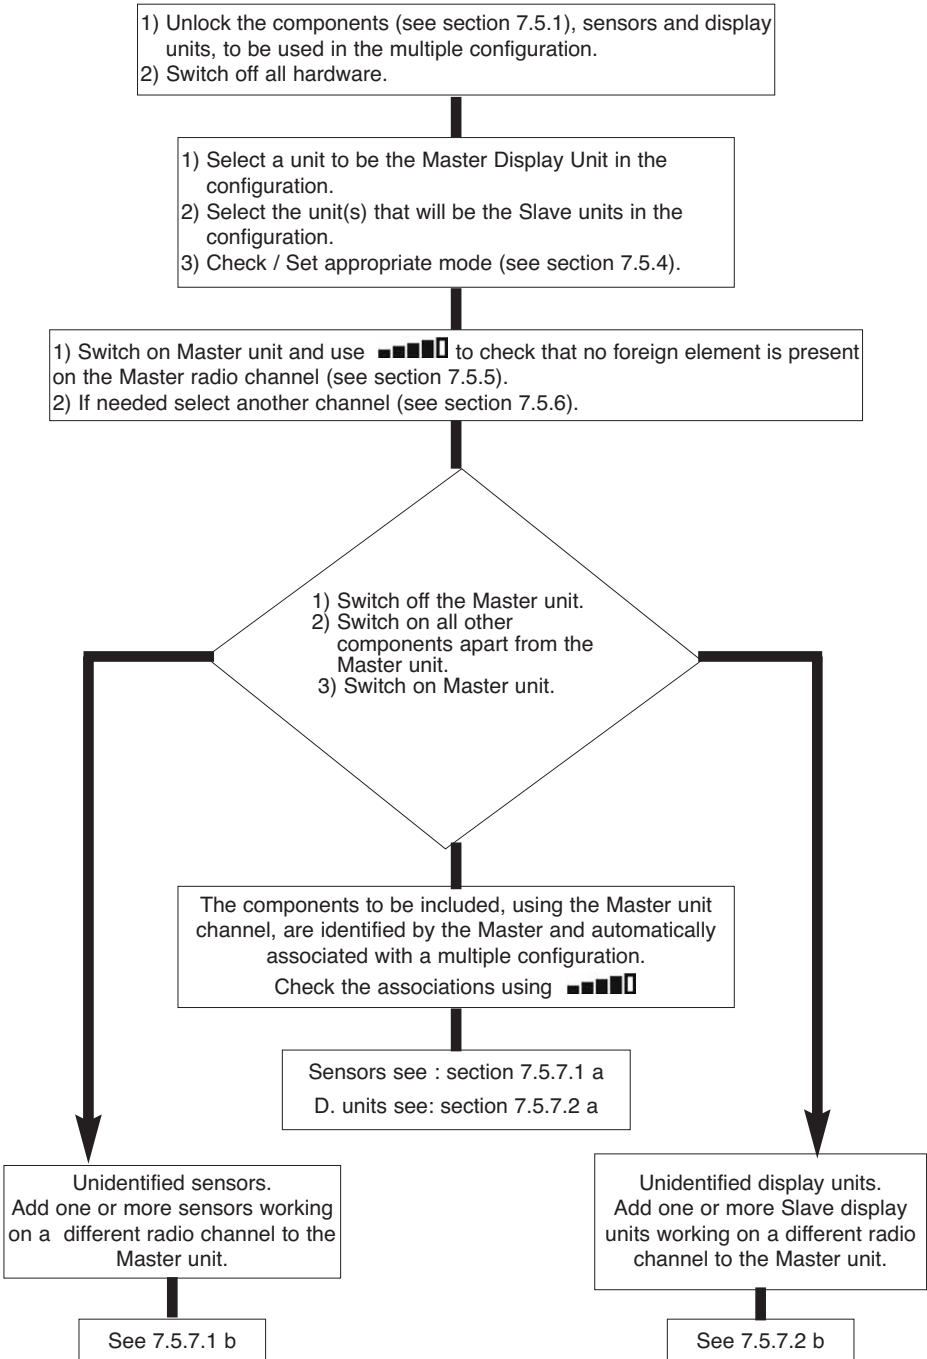 1) Unlock the components (see section 7.5.1), sensors and display
units, to be used in the multiple configuration.
2) Switch off all hardware.
1) Select a unit to be the Master Display Unit in the
configuration.
2) Select the unit(s) that will be the Slave units in the
configuration.
3) Check / Set appropriate mode (see section 7.5.4).
1) Switch on Master unit and use to check that no foreign element is present
on the Master radio channel (see section 7.5.5).
2) If needed select another channel (see section 7.5.6).
1) Switch off the Master unit.
2) Switch on all other
components apart from the
Master unit.
3) Switch on Master unit.
The components to be included, using the Master unit
channel, are identified by the Master and automatically
associated with a multiple configuration.
Check the associations using
Sensors see : section 7.5.7.1 a
D. units see: section 7.5.7.2 a
Unidentified sensors.
Add one or more sensors working
on a different radio channel to the
Master unit.
See 7.5.7.1 b
Unidentified display units.
Add one or more Slave display
units working on a different radio
channel to the Master unit.
See 7.5.7.2 b